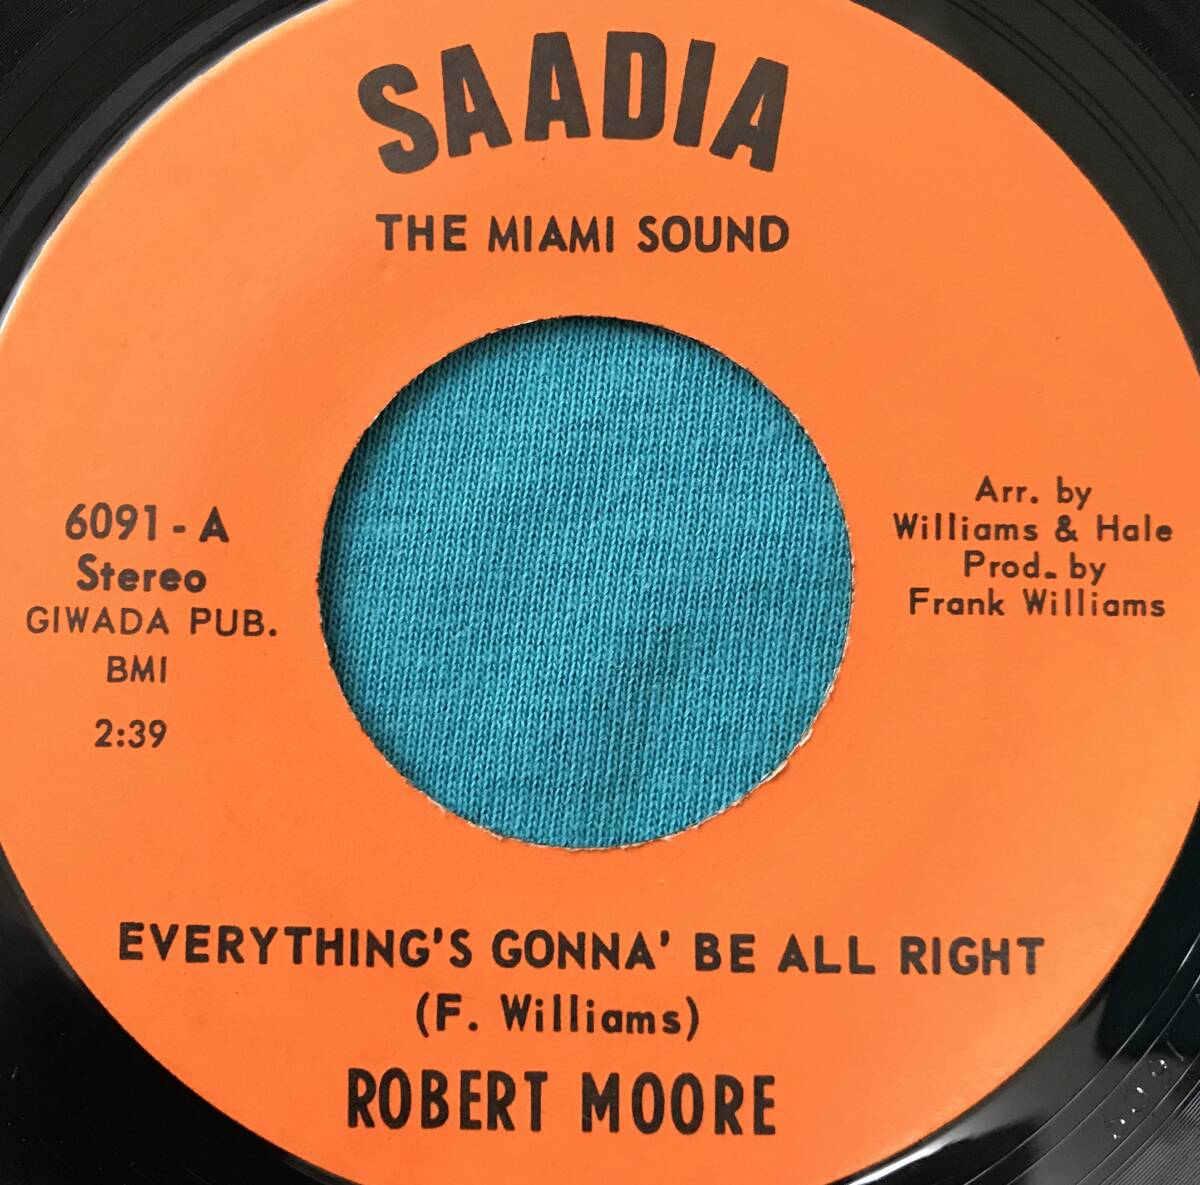 SAADIA
THE MIAMI SOUND
6091 - A
Stereo
GIWADA PUB.
BMI
2:39
Arr. by
Williams & Hale
Prod. by
Frank Williams
EVERYTHING'S GONNA' BE ALL RIGHT
(F. Williams)
ROBERT MOORE